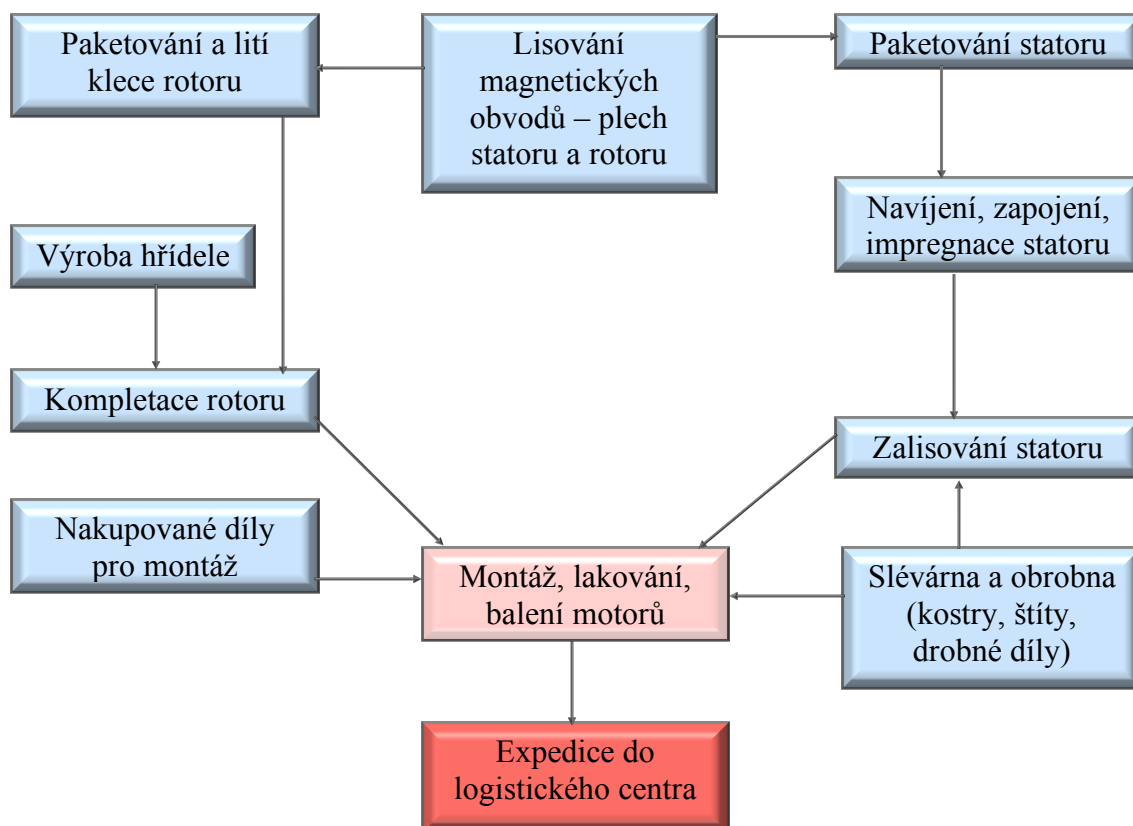 Paketování a lití
klece rotoru
Lisování
magnetických
obvodů – plech
statoru a rotoru
Paketování statoru
Navíjení, zapojení,
impregnace statoru
Výroba hřídele
Kompletace rotoru
Zalisování statoru
Nakupované díly
pro montáž
Montáž, lakování,
balení motorů
Slévárna a obrobna
(kostry, štíty,
drobné díly)
Expedice do
logistického centra